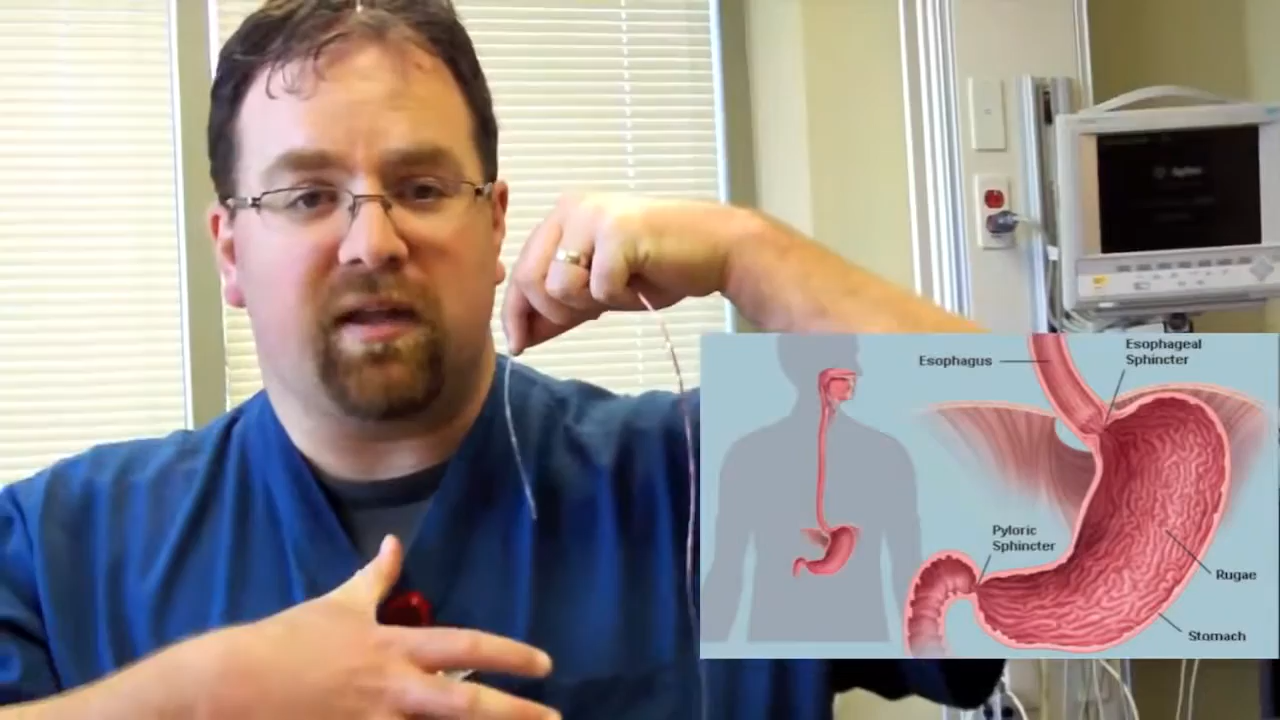 Esophagus
Esophageal
Sphincter
Pyloric
Sphincter
Rugae
Stomach